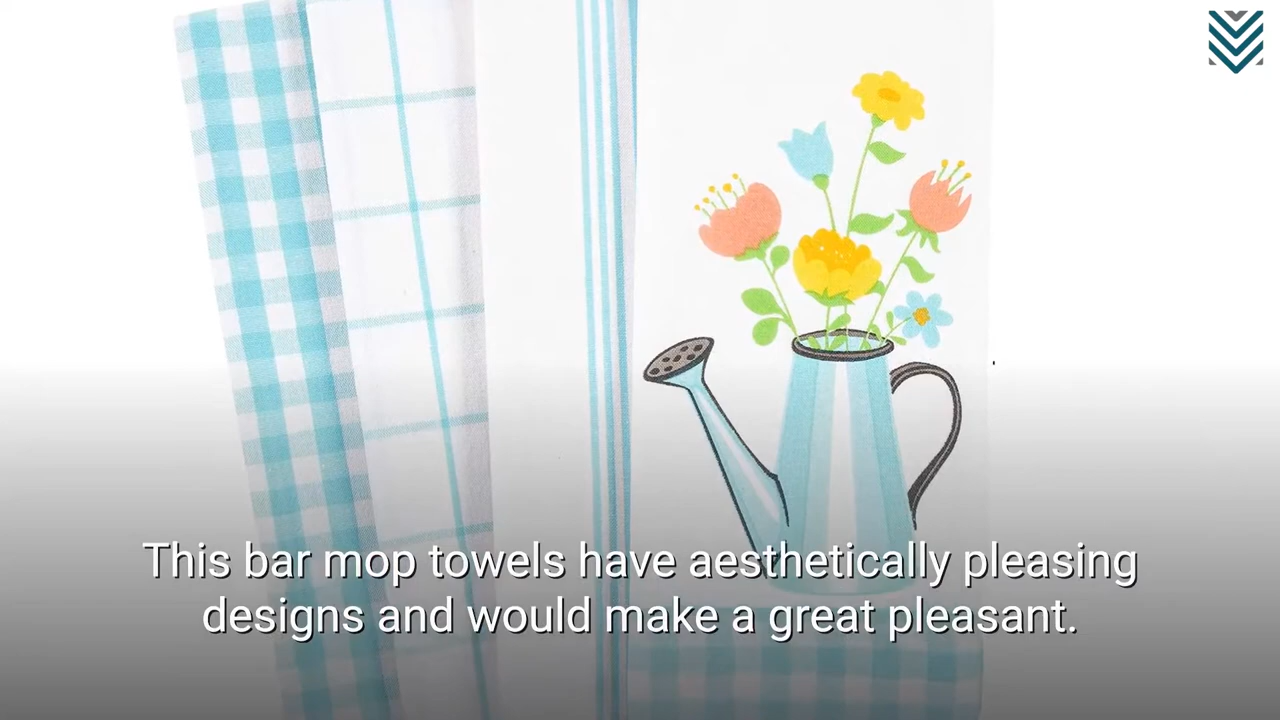 This bar mop towels have aesthetically pleasing
designs and would make a great pleasant.